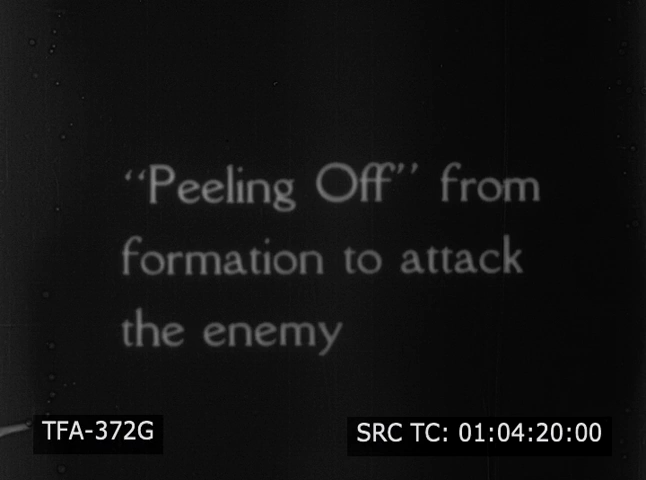 “Peeling Off” from
formation to attack
the enemy
TFA-372G
SRC TC: 01:04:20:00